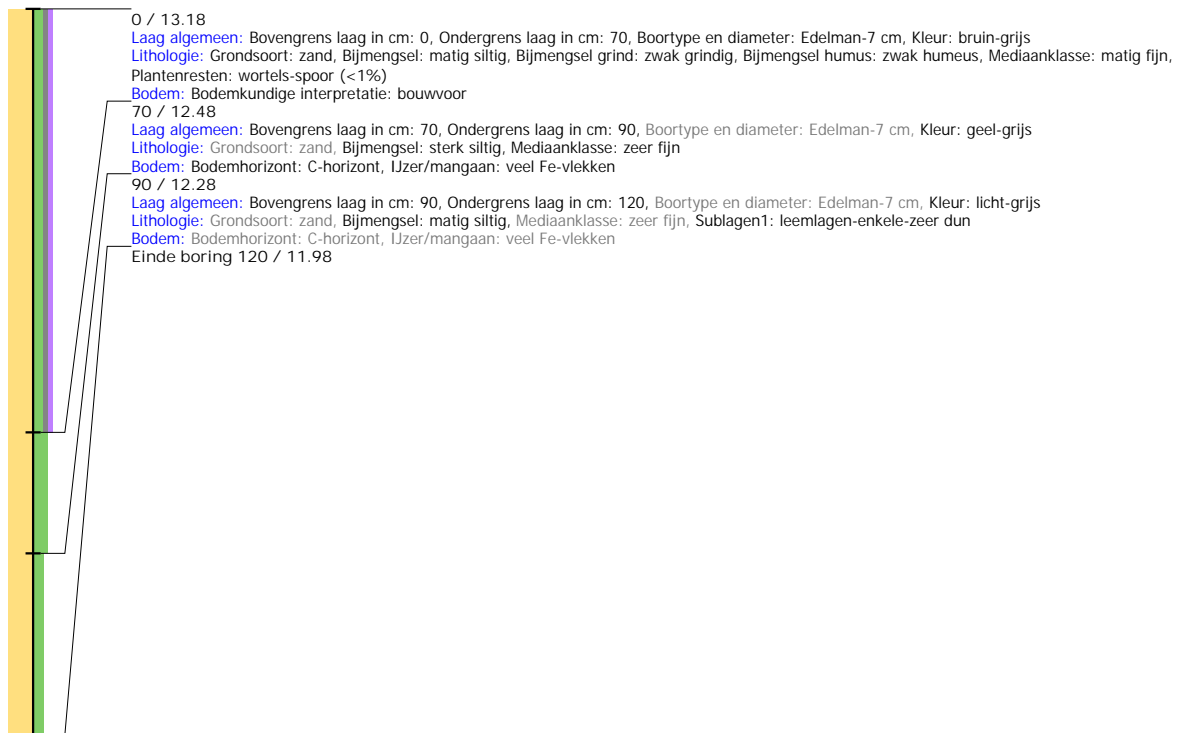 0 / 13.18
Laag algemeen: Bovengrens laag in cm: 0, Ondergrens laag in cm: 70, Boortype en diameter: Edelman-7 cm, Kleur: bruin-grijs
Lithologie: Grondsoort: zand, Bijmengsel: matig siltig, Bijmengsel grind: zwak grindig, Bijmengsel humus: zwak humeus, Mediaanklasse: matig fijn,
Plantenresten: wortels-spoor (<1%)
Bodem: Bodemkundige interpretatie: bouwvoor
70 / 12.48
Laag algemeen: Bovengrens laag in cm: 70, Ondergrens laag in cm: 90, Boortype en diameter: Edelman-7 cm, Kleur: geel-grijs
Lithologie: Grondsoort: zand, Bijmengsel: sterk siltig, Mediaanklasse: zeer fijn
Bodem: Bodemhorizont: C-horizont, IJzer/mangaan: veel Fe-vlekken
90 / 12.28
Laag algemeen: Bovengrens laag in cm: 90, Ondergrens laag in cm: 120, Boortype en diameter: Edelman-7 cm, Kleur: licht-grijs
Lithologie: Grondsoort: zand, Bijmengsel: matig siltig, Mediaanklasse: zeer fijn, Sublagen1: leemlagen-enkele-zeer dun
Bodem: Bodemhorizont: C-horizont, IJzer/mangaan: veel Fe-vlekken
Einde boring 120 / 11.98